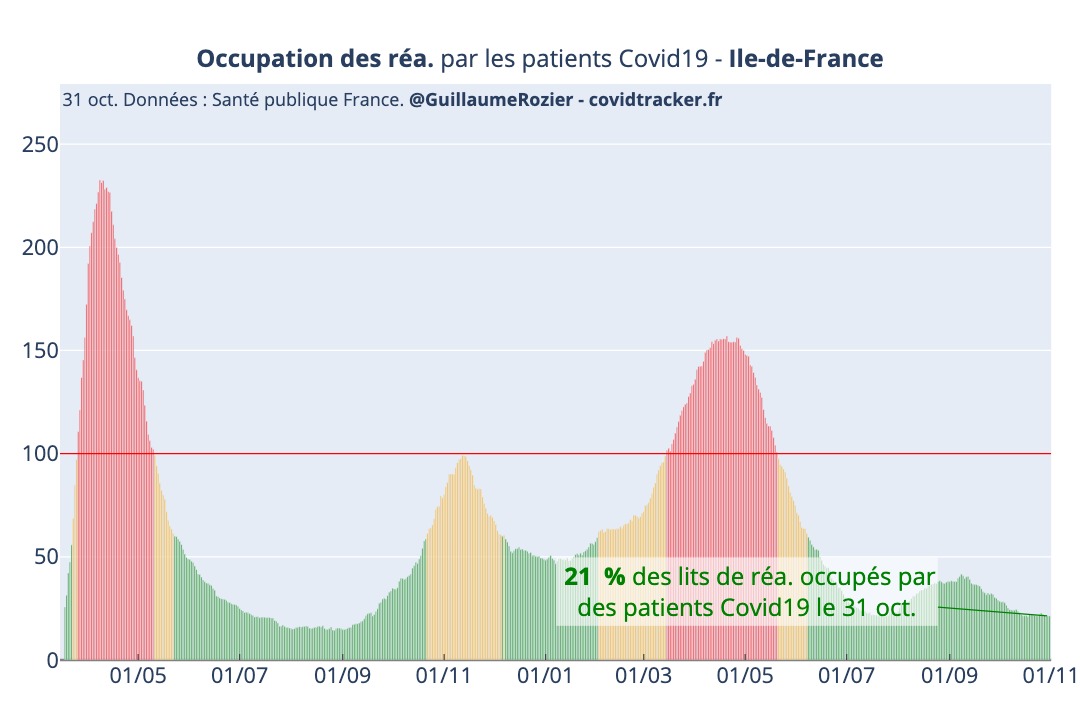 Occupation des réa. par les patients Covid19 - Ile-de-France
31 oct. Données : Santé publique France. @GuillaumeRozier - covidtracker.fr
250
200
150
100
50
0
21 % des lits de réa. occupés par
des patients Covid19 le 31 oct.
01/05 01/07 01/09 01/11 01/01 01/03 01/05 01/07 01/09 01/11